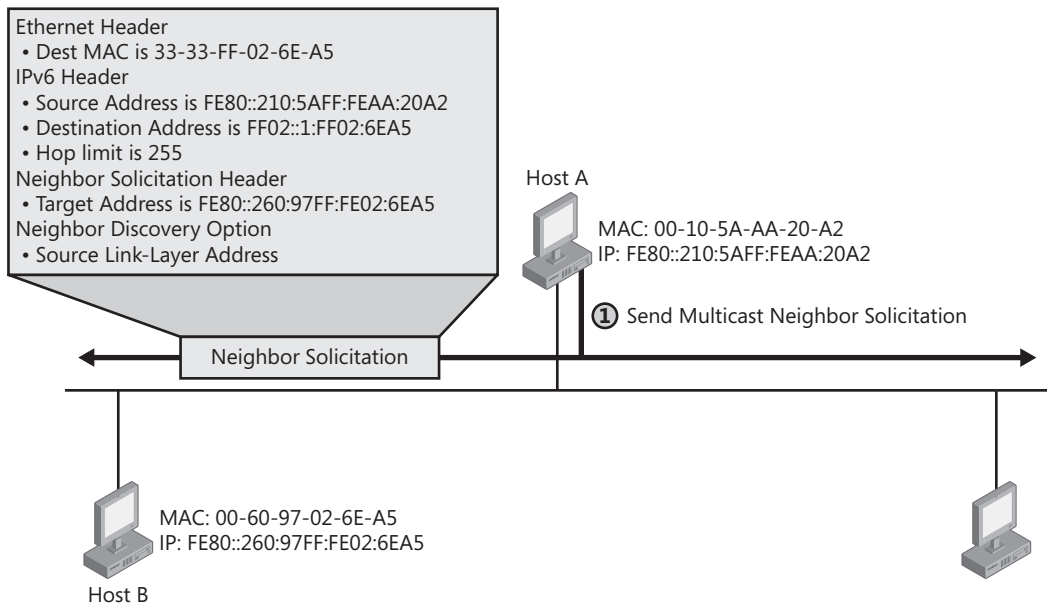 Ethernet Header
• Dest MAC is 33-33-FF-02-6E-A5
IPv6 Header
• Source Address is FE80::210:5AFF:FEAA:20A2
• Destination Address is FF02::1:FF02:6EA5
• Hop limit is 255
Neighbor Solicitation Header
• Target Address is FE80::260:97FF:FE02:6EA5
Neighbor Discovery Option
• Source Link-Layer Address
Host A
MAC: 00-10-5A-AA-20-A2
IP: FE80::210:5AFF:FEAA:20A2
1 Send Multicast Neighbor Solicitation
Neighbor Solicitation
MAC: 00-60-97-02-6E-A5
IP: FE80::260:97FF:FE02:6EA5
Host B